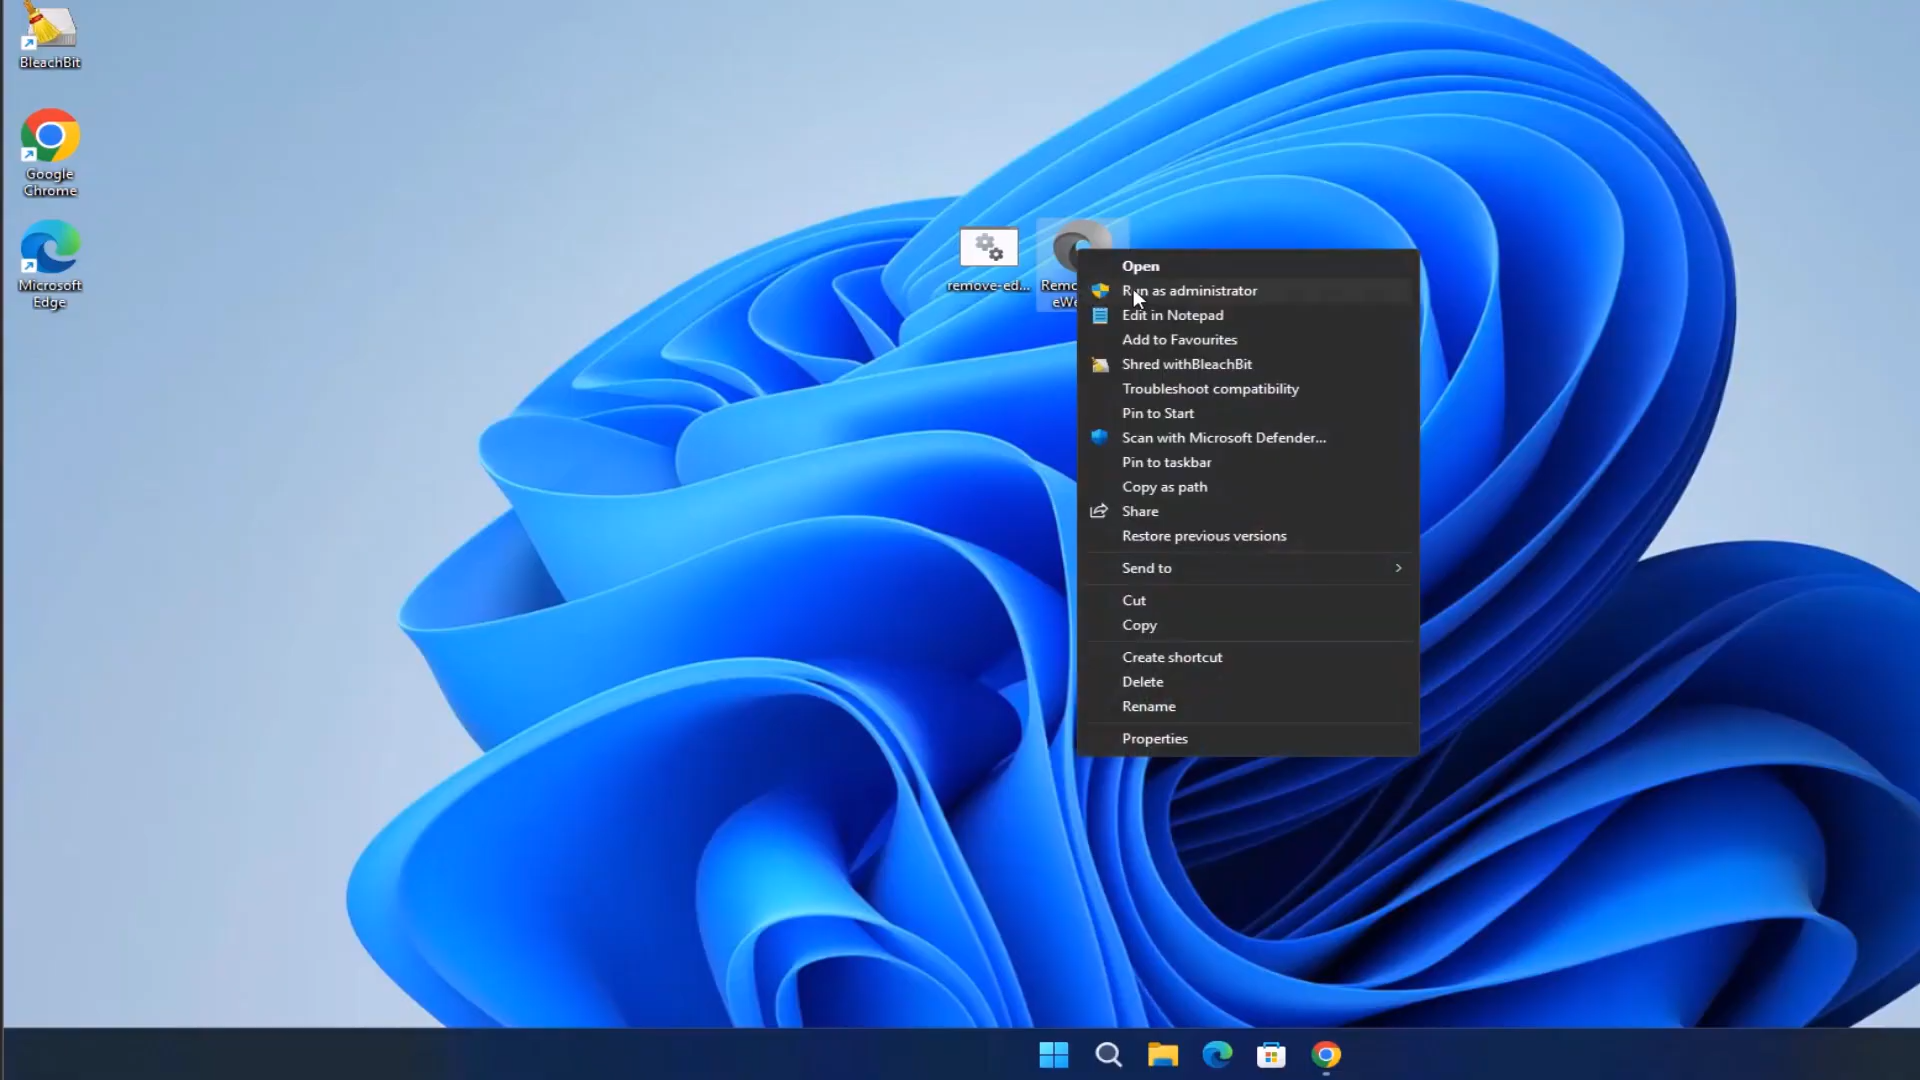 BleachBit
Google
Chrome
Microsoft
Edge
remove-ed...
Open
Run as administrator
Edit in Notepad
Add to Favourites
Shred withBleachBit
Troubleshoot compatibility
Pin to Start
Scan with Microsoft Defender...
Pin to taskbar
Copy as path
Share
Restore previous versions
Send to
Cut
Copy
Create shortcut
Delete
Rename
Properties